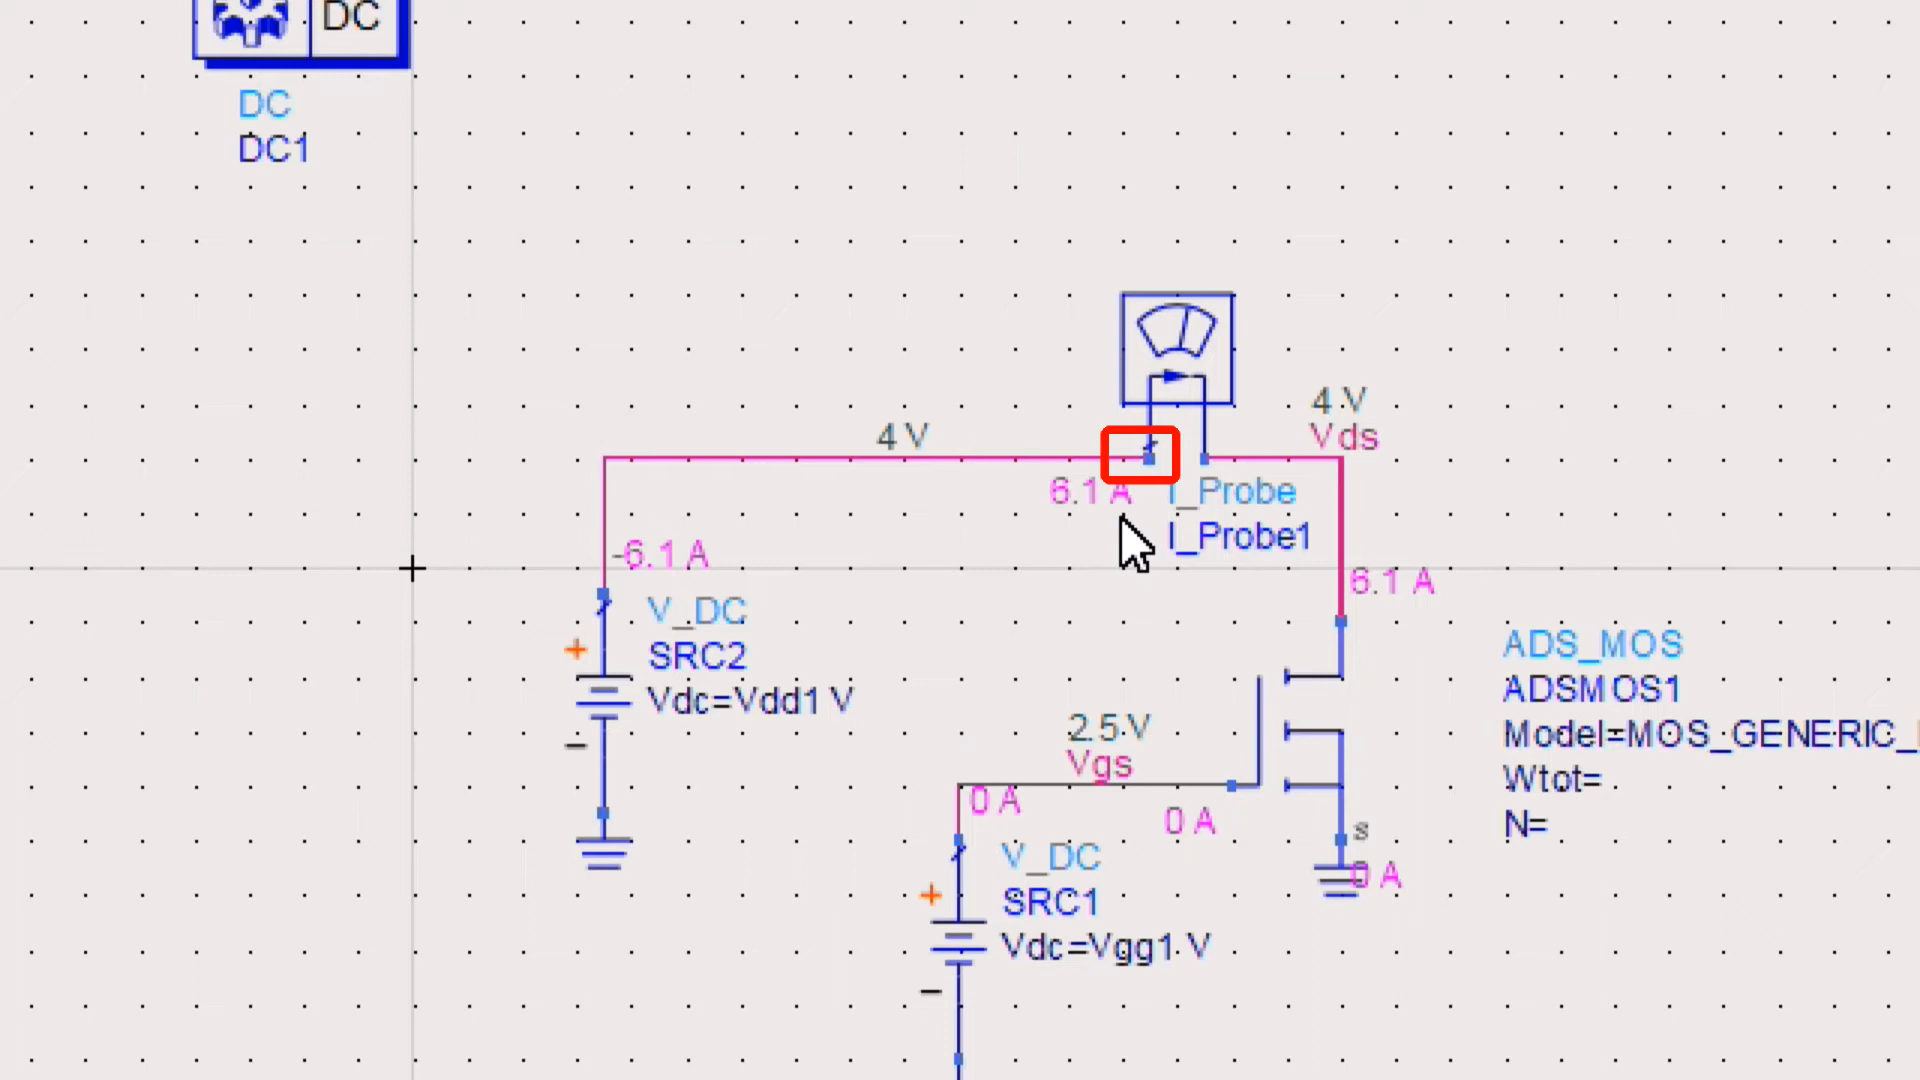 DC
DC
DC1
4 V
Vds
4 V
6.1 A
I_Probe
I_Probe1
-6.1 A
6.1 A
V_DC
SRC2
Vdc=Vdd1 V
+
−
ADS_MOS
ADSMOS1
Model=MOS_GENERIC_
Wtot=
N=
2.5 V
Vgs
0 A
0 A
s
0 A
V_DC
SRC1
Vdc=Vgg1 V
+
−